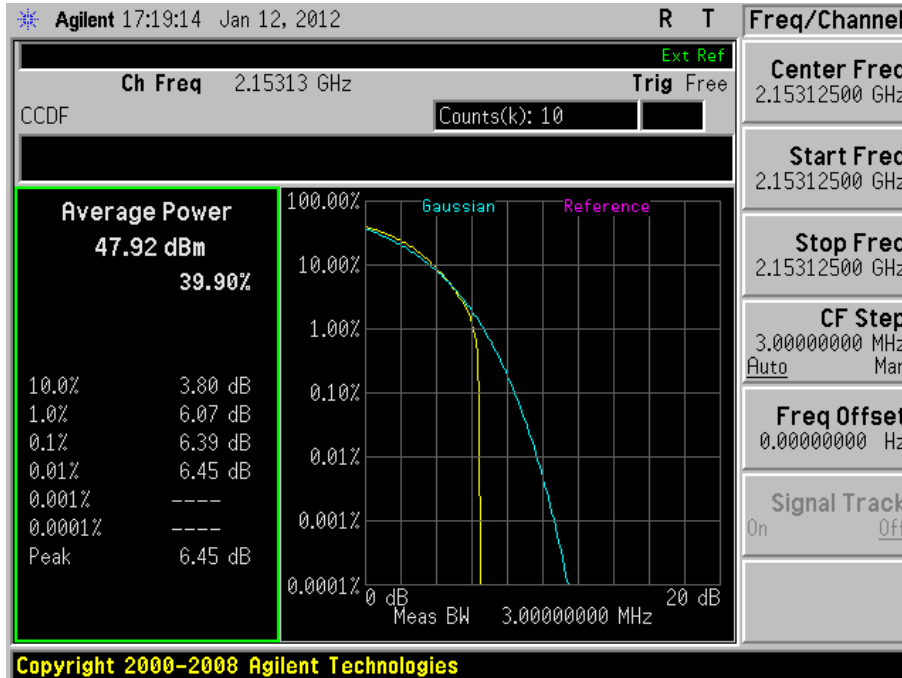 Agilent 17:19:14 Jan 12, 2012 R T
Freq/Channel
Ext Ref
Ch Freq 2.15313 GHz Trig Free
CCDF Counts(k): 10
Average Power
47.92 dBm
39.90%
10.0% 3.80 dB
1.0% 6.07 dB
0.1% 6.39 dB
0.01% 6.45 dB
0.001% ----
0.0001% ----
Peak 6.45 dB
Gaussian Reference
100.00%
10.00%
1.00%
0.10%
0.01%
0.001%
0.0001%
0 dB 20 dB
Meas BW 3.00000000 MHz
Center Freq
2.15312500 GHz
Start Freq
2.15312500 GHz
Stop Freq
2.15312500 GHz
CF Step
3.00000000 MHz
Auto Man
Freq Offset
0.00000000 Hz
Signal Track
On Off
Copyright 2000-2008 Agilent Technologies